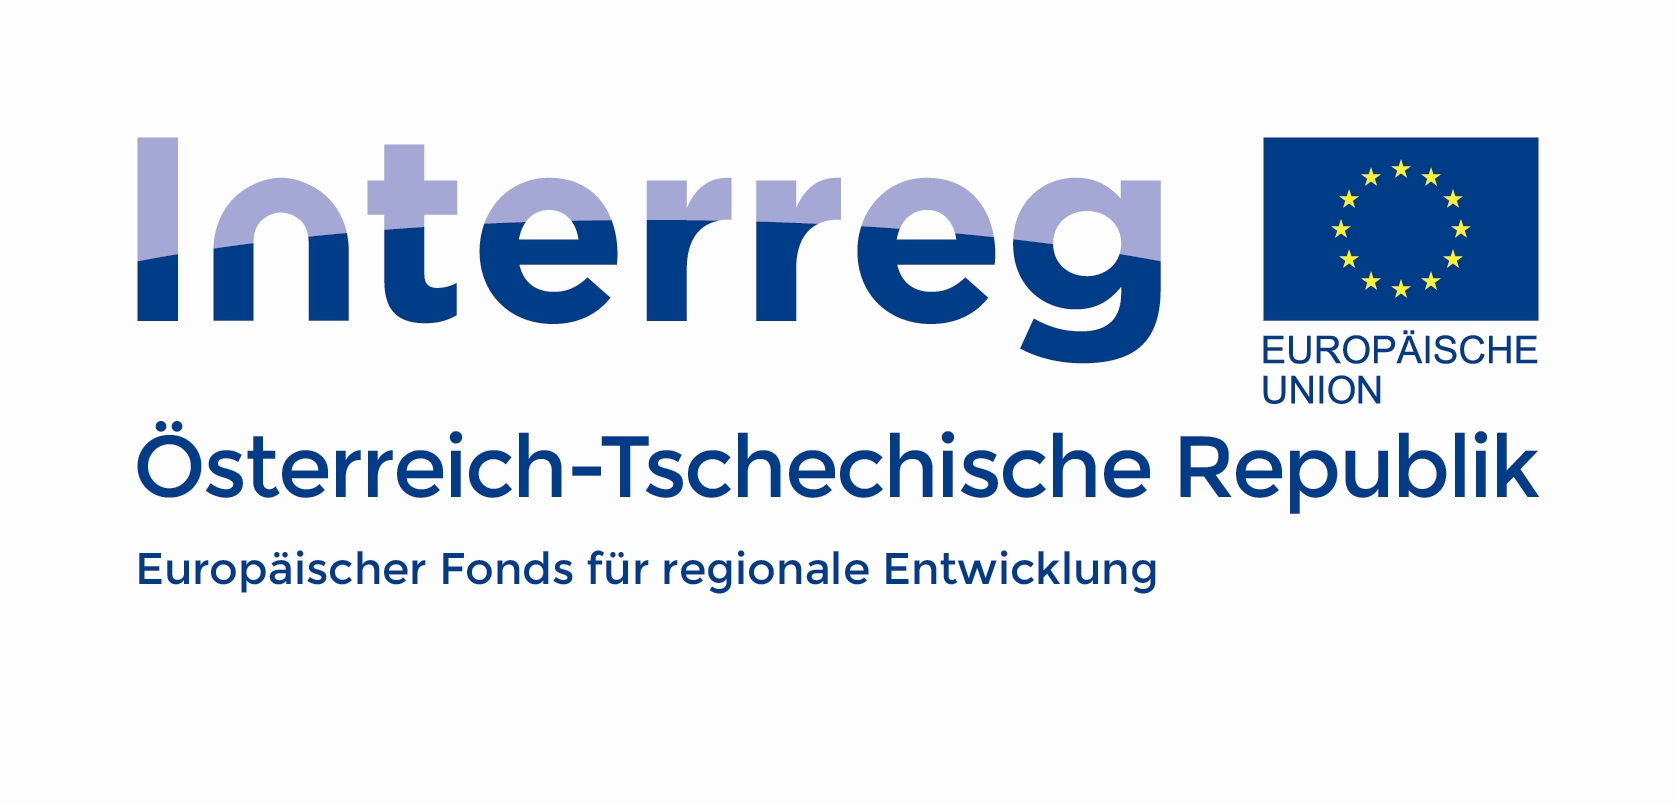 Interreg
EUROPÄISCHE
UNION
Österreich-Tschechische Republik
Europäischer Fonds für regionale Entwicklung